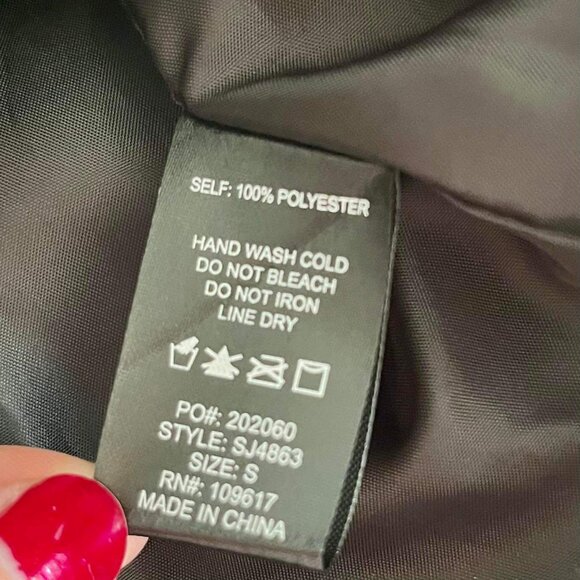 SELF: 100% POLYESTER
HAND WASH COLD
DO NOT BLEACH
DO NOT IRON
LINE DRY
PO#: 202060
STYLE: SJ4863
SIZE: S
RN#: 109617
MADE IN CHINA